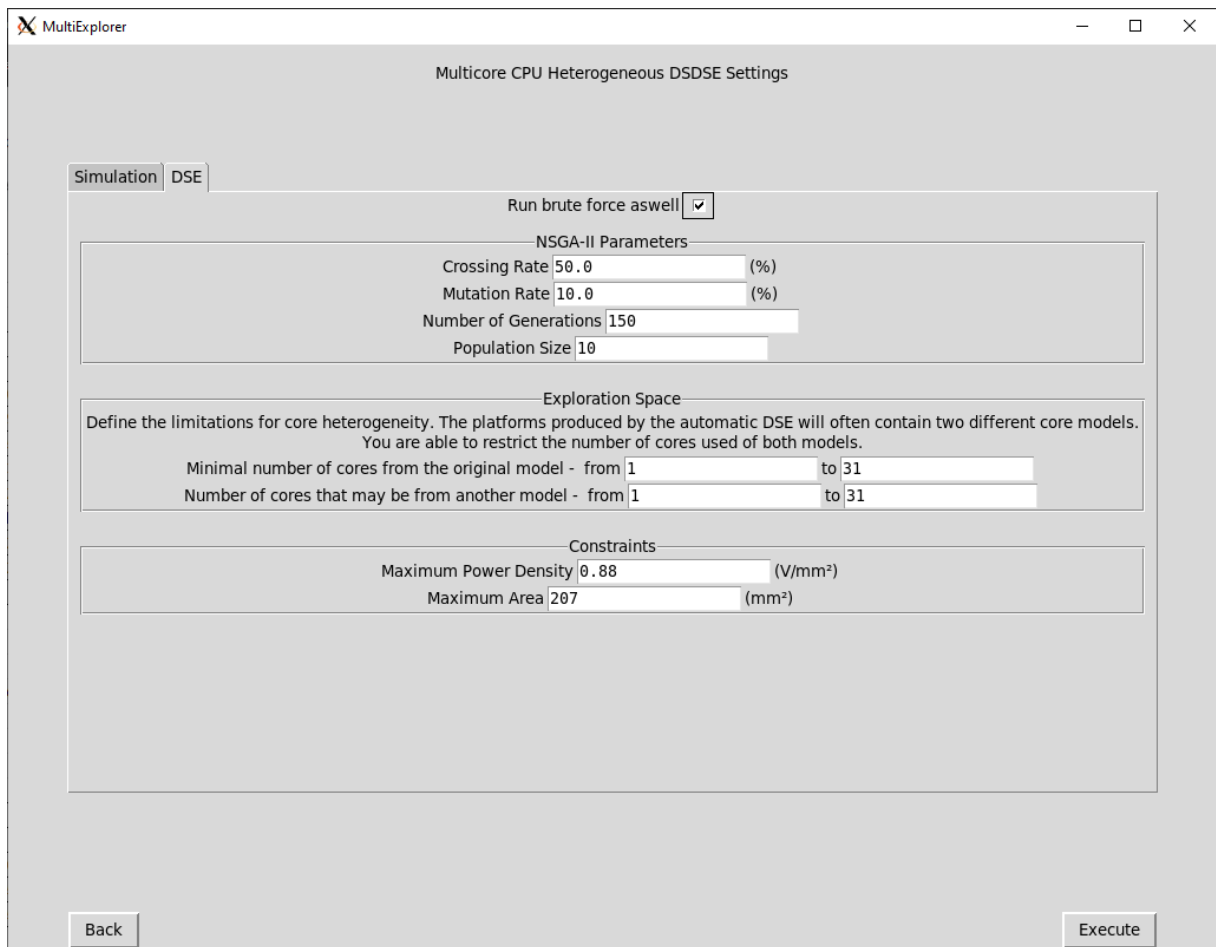 MultiExplorer
Multicore CPU Heterogeneous DSDSE Settings
Simulation DSE
Run brute force aswell
NSGA-II Parameters
Crossing Rate 50.0 (%)
Mutation Rate 10.0 (%)
Number of Generations 150
Population Size 10
Exploration Space
Define the limitations for core heterogeneity. The platforms produced by the automatic DSE will often contain two different core models.
You are able to restrict the number of cores used of both models.
Minimal number of cores from the original model - from 1 to 31
Number of cores that may be from another model - from 1 to 31
Constraints
Maximum Power Density 0.88 (V/mm²)
Maximum Area 207 (mm²)
Back Execute